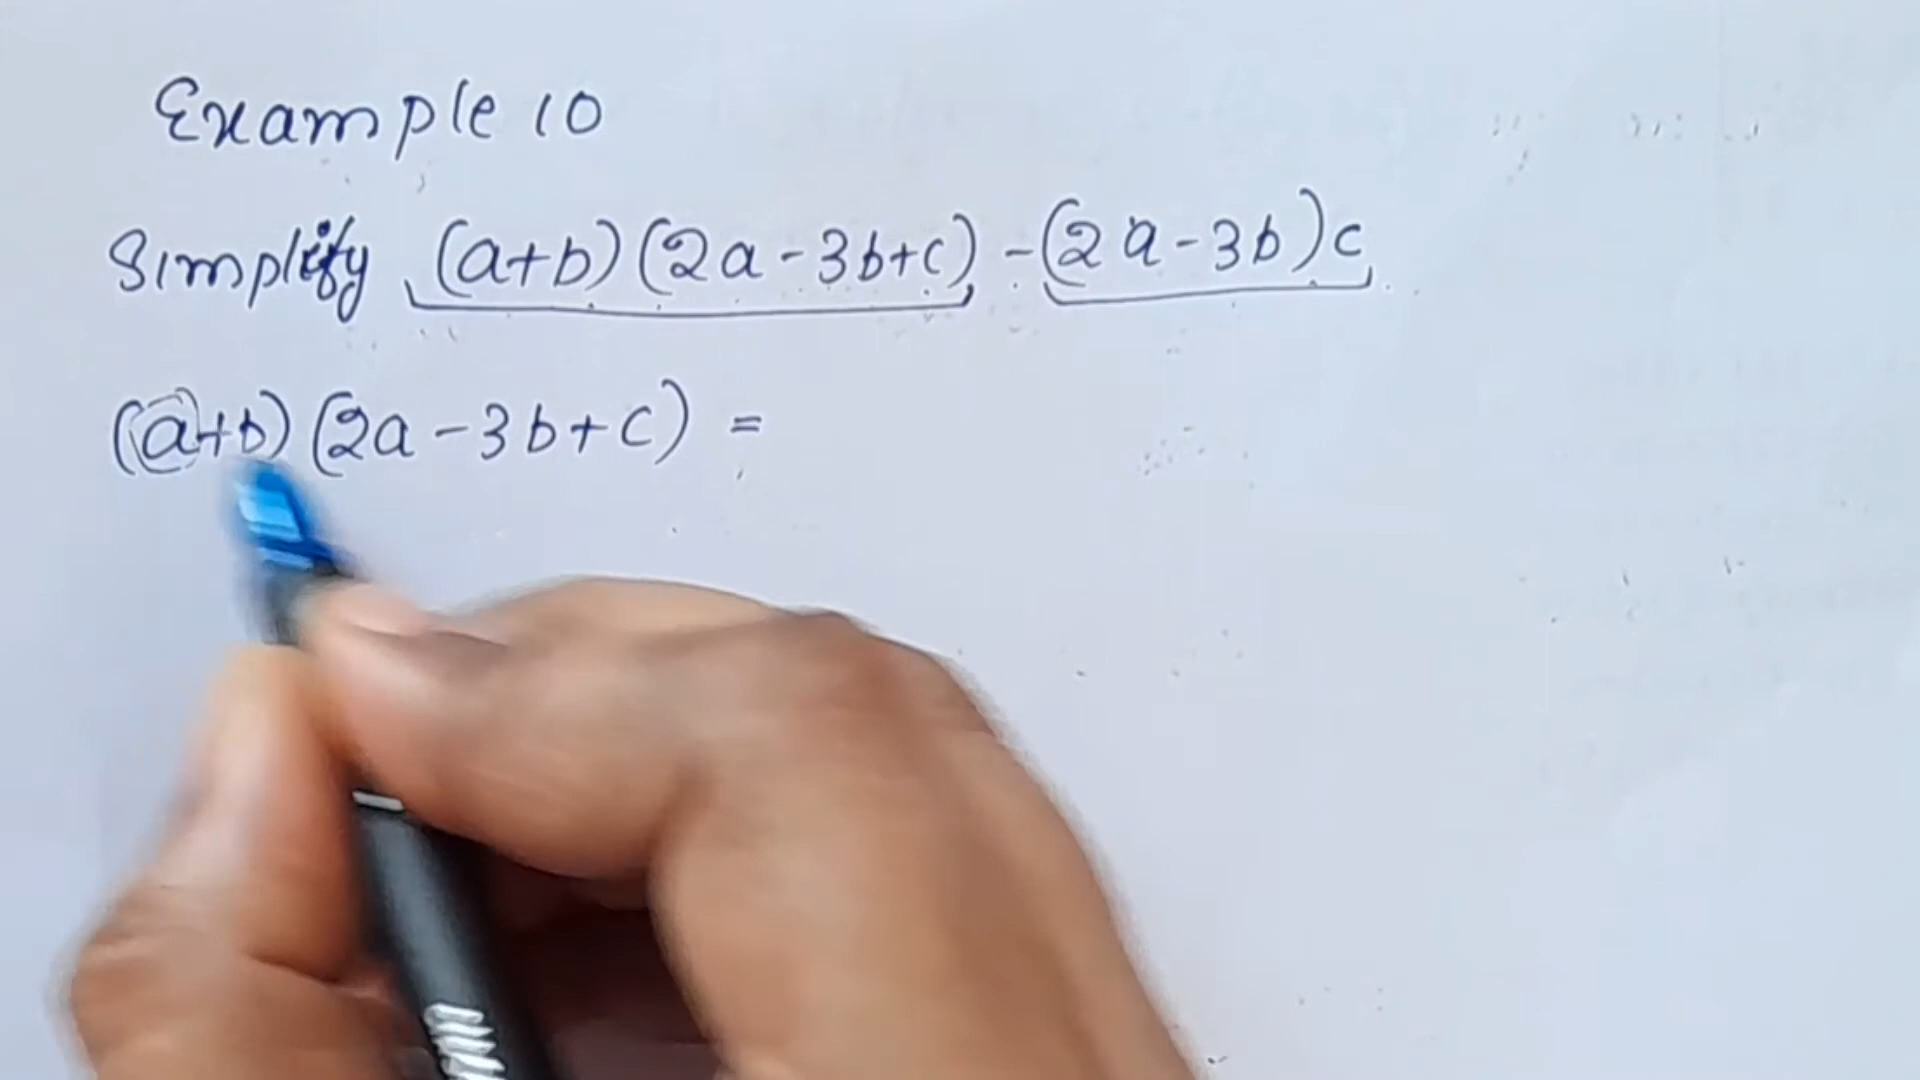 Example 10
Simplify (a+b)(2a-3b+c)-(2a-3b)c
(a+b)(2a-3b+c) =